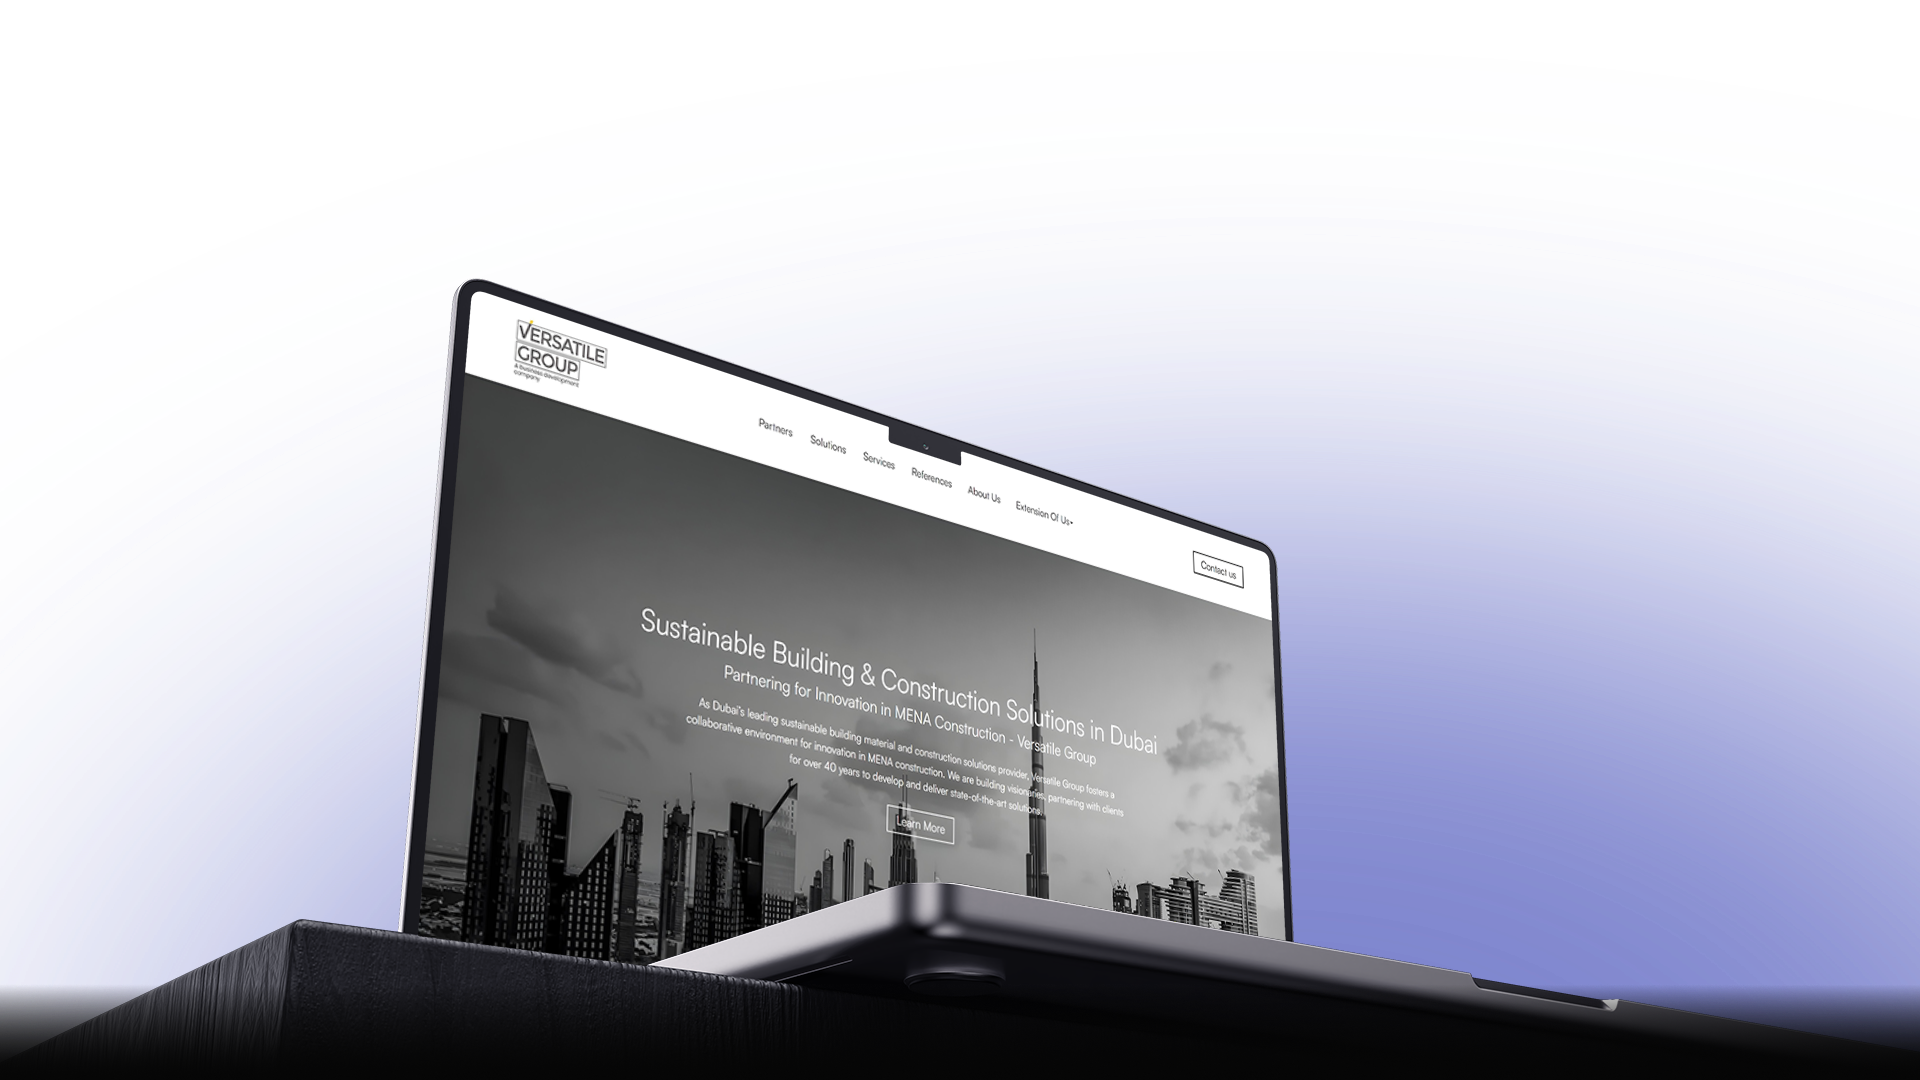 VERSATILE
GROUP
A business development
company
Partners
Solutions
Services
References
About Us
Extension Of Us
Contact us
Sustainable Building & Construction Solutions in Dubai
Partnering for Innovation in MENA Construction - Versatile Group
As Dubai's leading sustainable building material and construction solutions provider, Versatile Group fosters a
collaborative environment for innovation in MENA construction. We are building visionaries, partnering with clients
for over 40 years to develop and deliver state-of-the-art solutions.
Learn More